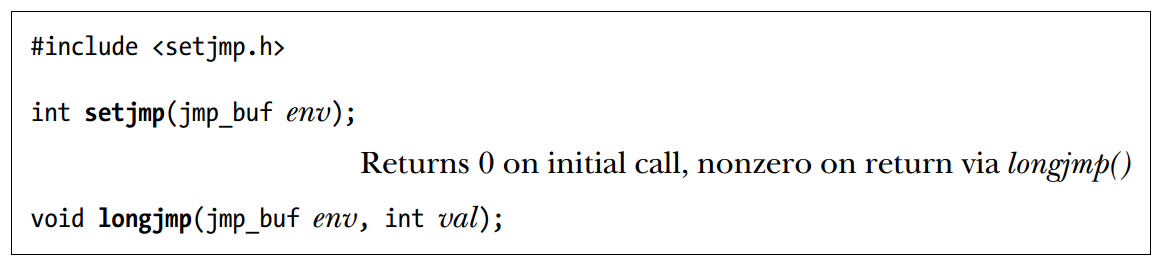 #include <setjmp.h>
int setjmp(jmp_buf env);
Returns 0 on initial call, nonzero on return via longjmp()
void longjmp(jmp_buf env, int val);